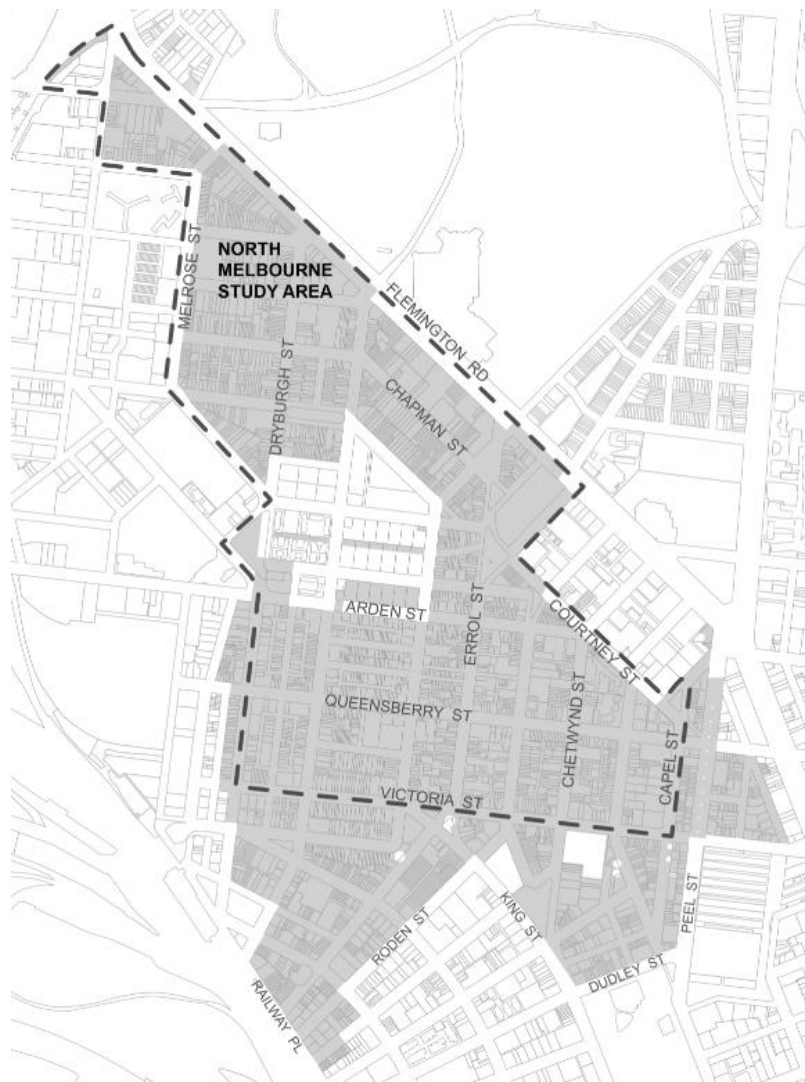 NORTH
MELBOURNE
STUDY AREA
MELROSE ST
FLEMINGTON RD
DRYBURGH ST
CHAPMAN ST
ARDEN ST
ERROL ST
COURTNEY ST
QUEENSBERRY ST
CHETWYND ST
CAPEL ST
VICTORIA ST
PEEL ST
KING ST
RODEN ST
DUDLEY ST
RAILWAY PL